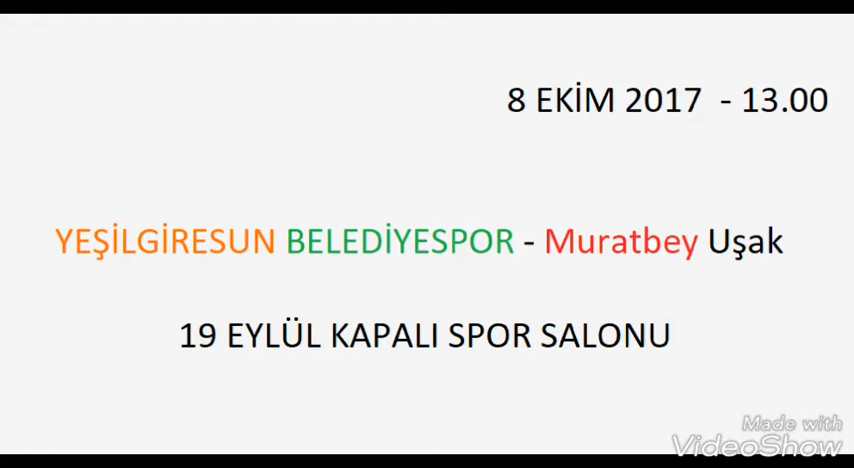 8 EKİM 2017 - 13.00
YEŞİLGİRESUN BELEDİYESPOR - Muratbey Uşak
19 EYLÜL KAPALI SPOR SALONU
Made with
VideoShow